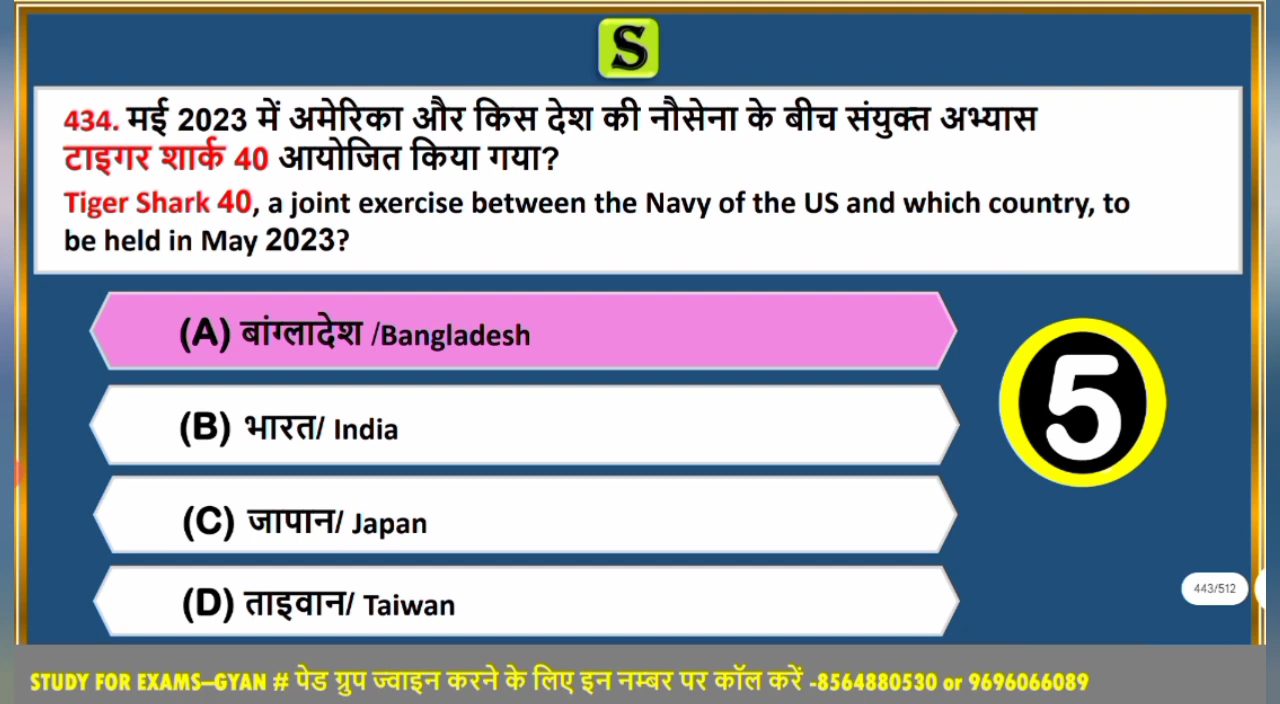 S
434. मई 2023 में अमेरिका और किस देश की नौसेना के बीच संयुक्त अभ्यास
टाइगर शार्क 40 आयोजित किया गया?
Tiger Shark 40, a joint exercise between the Navy of the US and which country, to
be held in May 2023?
(A) बांग्लादेश /Bangladesh
(B) भारत/ India
5
(C) जापान/ Japan
(D) ताइवान/ Taiwan
443/512
STUDY FOR EXAMS–GYAN # पेड ग्रुप ज्वाइन करने के लिए इन नम्बर पर कॉल करें -8564880530 or 9696066089